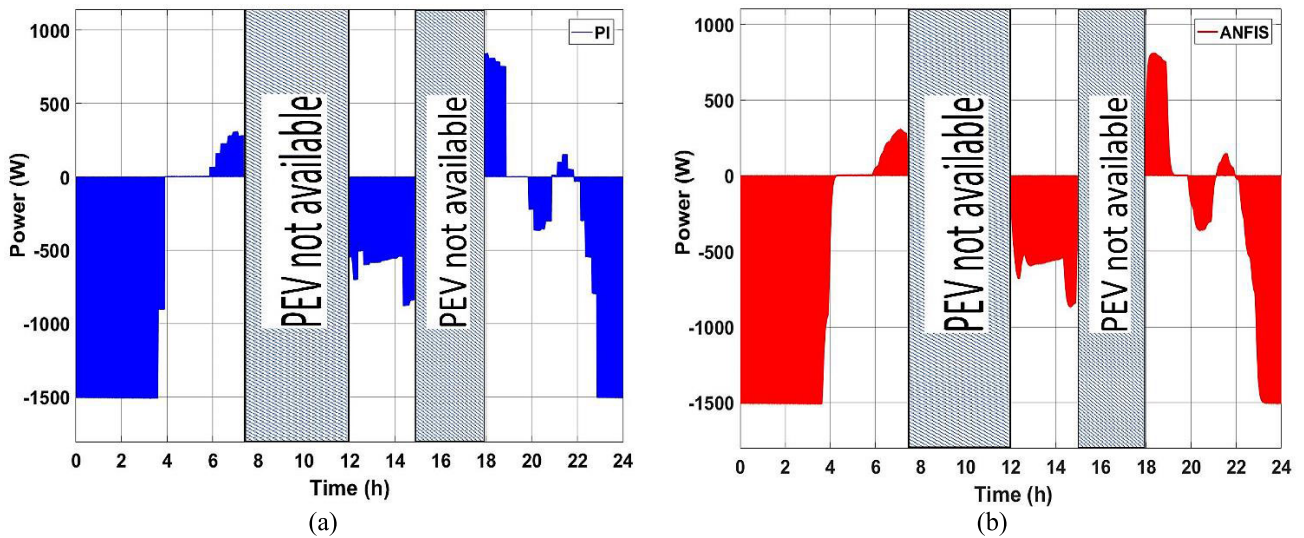 1000
500
0
-500
-1000
-1500
Power (W)
PI
PEV not available
PEV not available
0 2 4 6 8 10 12 14 16 18 20 22 24
Time (h)
(a)
1000
500
0
-500
-1000
-1500
Power (W)
ANFIS
PEV not available
PEV not available
0 2 4 6 8 10 12 14 16 18 20 22 24
Time (h)
(b)